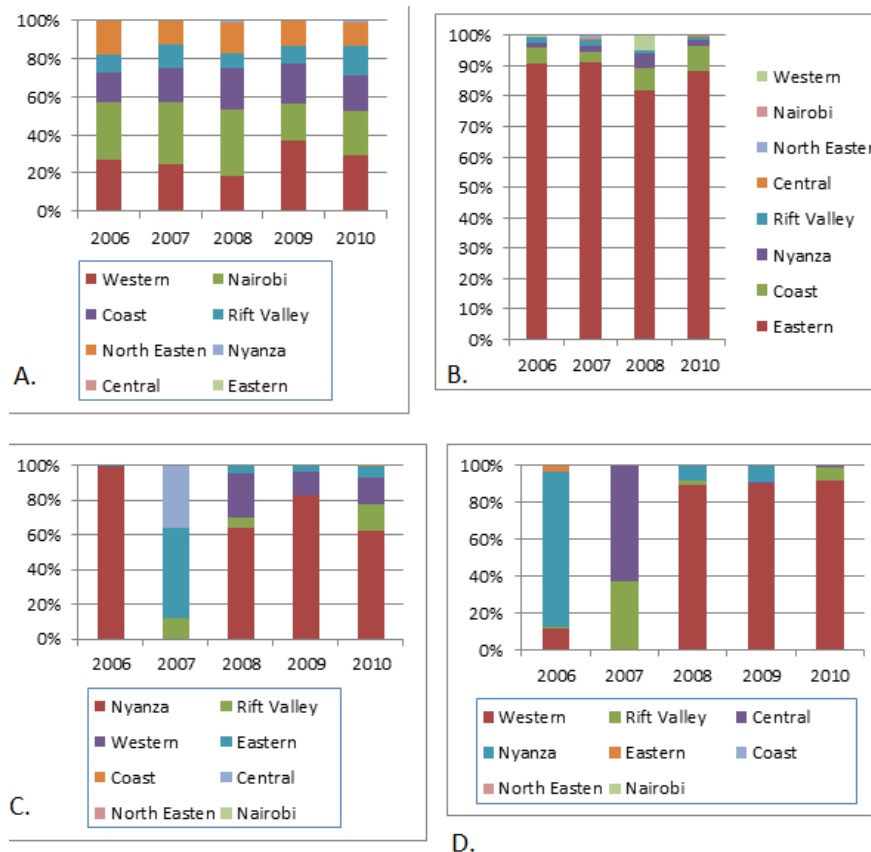 100%
80%
60%
40%
20%
0%
2006 2007 2008 2009 2010
Western Nairobi
Coast Rift Valley
North Easten Nyanza
Central Eastern
A.
100%
90%
80%
70%
60%
50%
40%
30%
20%
10%
0%
2006 2007 2008 2010
Western
Nairobi
North Easten
Central
Rift Valley
Nyanza
Coast
Eastern
B.
100%
80%
60%
40%
20%
0%
2006 2007 2008 2009 2010
Nyanza Rift Valley
Western Eastern
Coast Central
North Easten Nairobi
C.
100%
80%
60%
40%
20%
0%
2006 2007 2008 2009 2010
Western Rift Valley Central
Nyanza Eastern Coast
North Easten Nairobi
D.